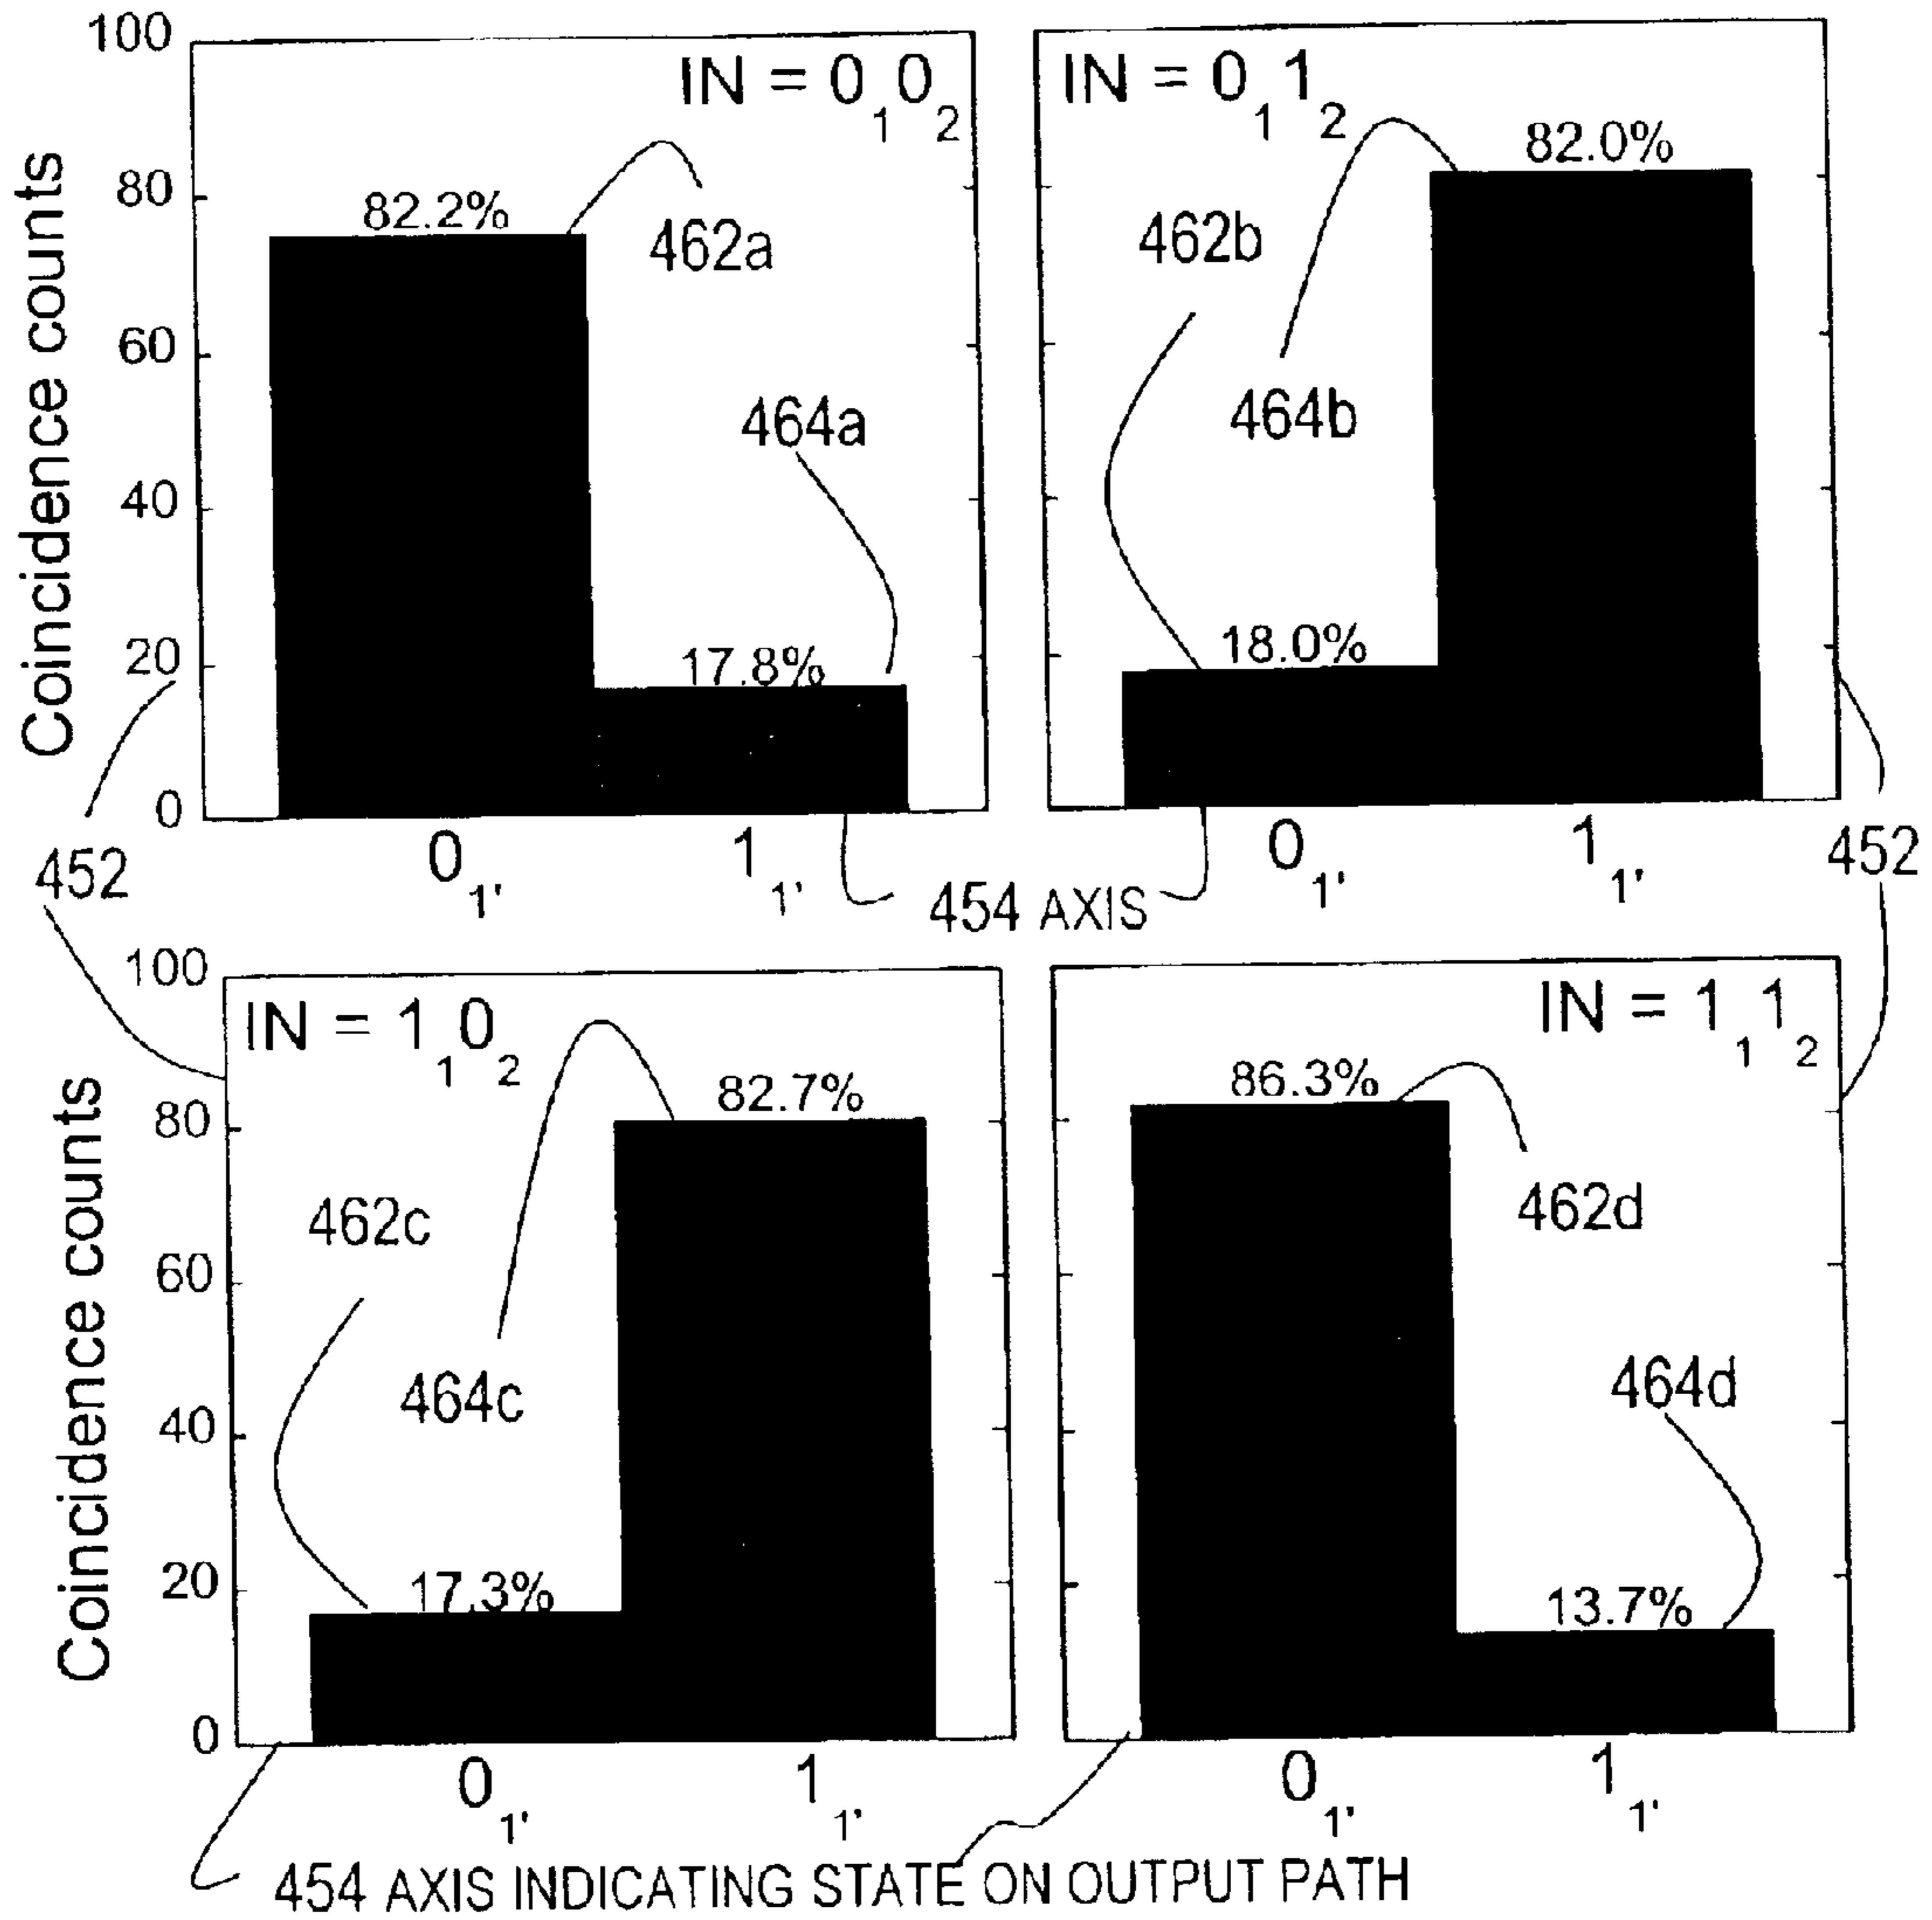 Coincidence counts
100
80
60
40
20
0
IN = 0₁0₂
82.2%
462a
464a
17.8%
0₁'
1₁'
IN = 0₁1₂
82.0%
462b
464b
18.0%
0₁'
1₁'
452
454 AXIS
452
Coincidence counts
100
80
60
40
20
0
IN = 1₁0₂
82.7%
462c
464c
17.3%
0₁'
1₁'
IN = 1₁1₂
86.3%
462d
464d
13.7%
0₁'
1₁'
454 AXIS INDICATING STATE ON OUTPUT PATH